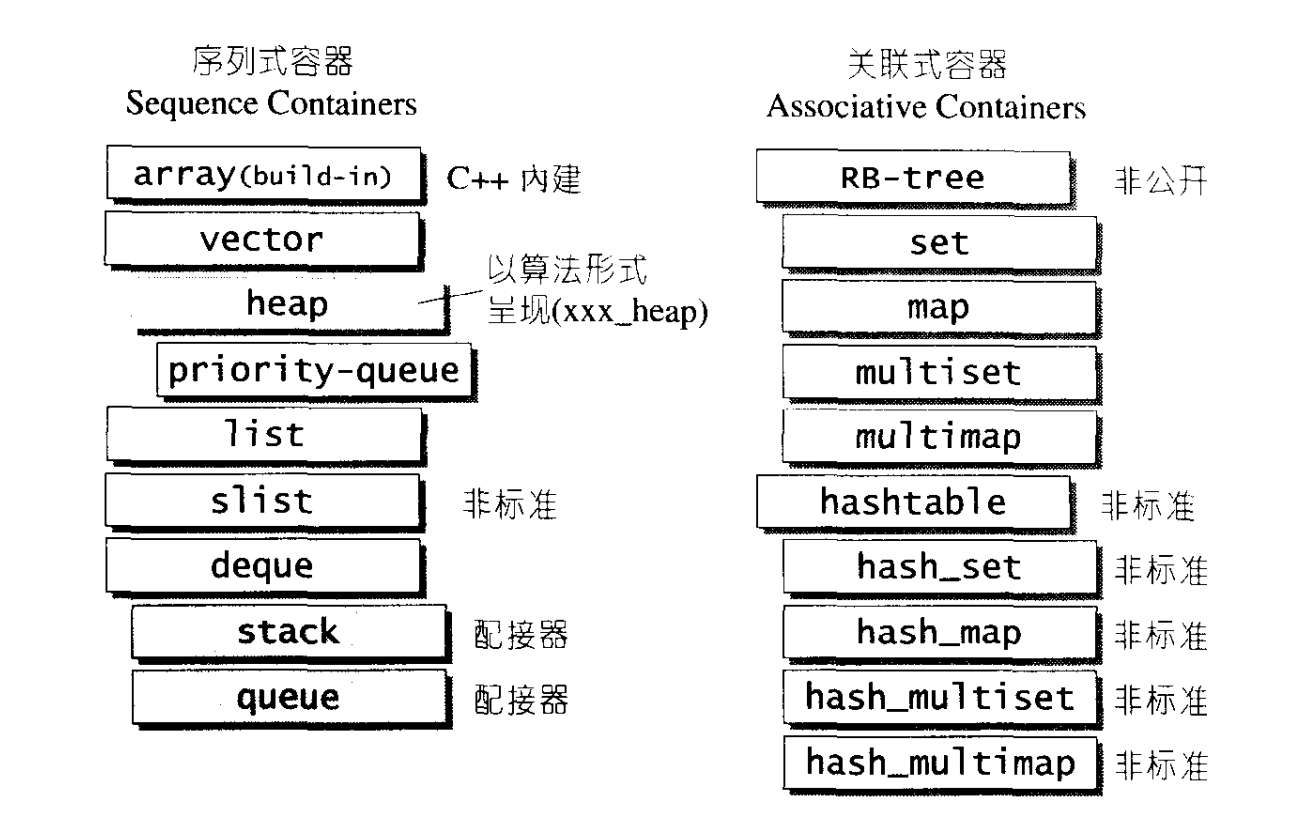 序列式容器
Sequence Containers
array(build-in) C++ 内建
vector
heap
以算法形式
呈现(xxx_heap)
priority-queue
list
slist 非标准
deque
stack 配接器
queue 配接器
关联式容器
Associative Containers
RB-tree 非公开
set
map
multiset
multimap
hashtable 非标准
hash_set 非标准
hash_map 非标准
hash_multiset 非标准
hash_multimap 非标准